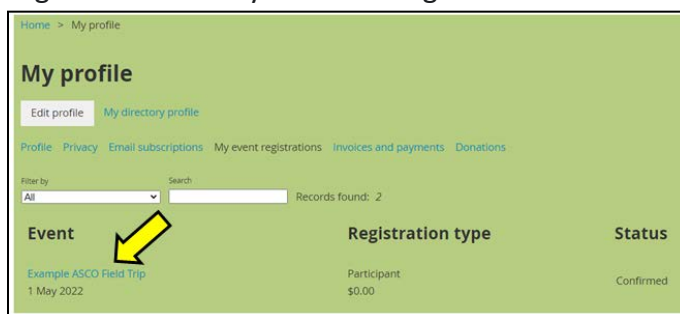 Home > My profile
My profile
Edit profile My directory profile
Profile Privacy Email subscriptions My event registrations Invoices and payments Donations
Filter by Search
All Records found: 2
Event Registration type Status
Example ASCO Field Trip Participant Confirmed
1 May 2022 $0.00